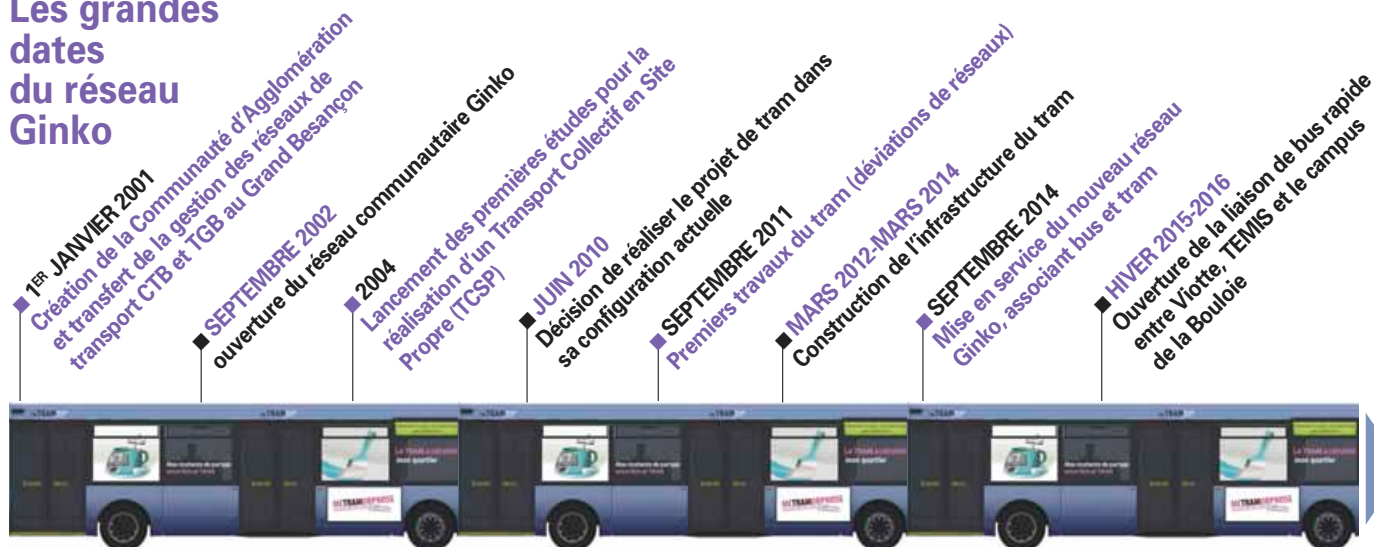 Les grandes
dates
du réseau
Ginko
1ER JANVIER 2001
Création de la Communauté d'Agglomération
et transfert de la gestion des réseaux de
transport CTB et TGB au Grand Besançon
SEPTEMBRE 2002
ouverture du réseau communautaire Ginko
2004
Lancement des premières études pour la
réalisation d'un Transport Collectif en Site
Propre (TCSP)
JUIN 2010
Décision de réaliser le projet de tram dans
sa configuration actuelle
SEPTEMBRE 2011
Premiers travaux du tram (déviations de réseaux)
MARS 2012-MARS 2014
Construction de l'infrastructure du tram
SEPTEMBRE 2014
Mise en service du nouveau réseau
Ginko, associant bus et tram
HIVER 2015-2016
Ouverture de la liaison de bus rapide
entre Viotte, TEMIS et le campus
de la Bouloie